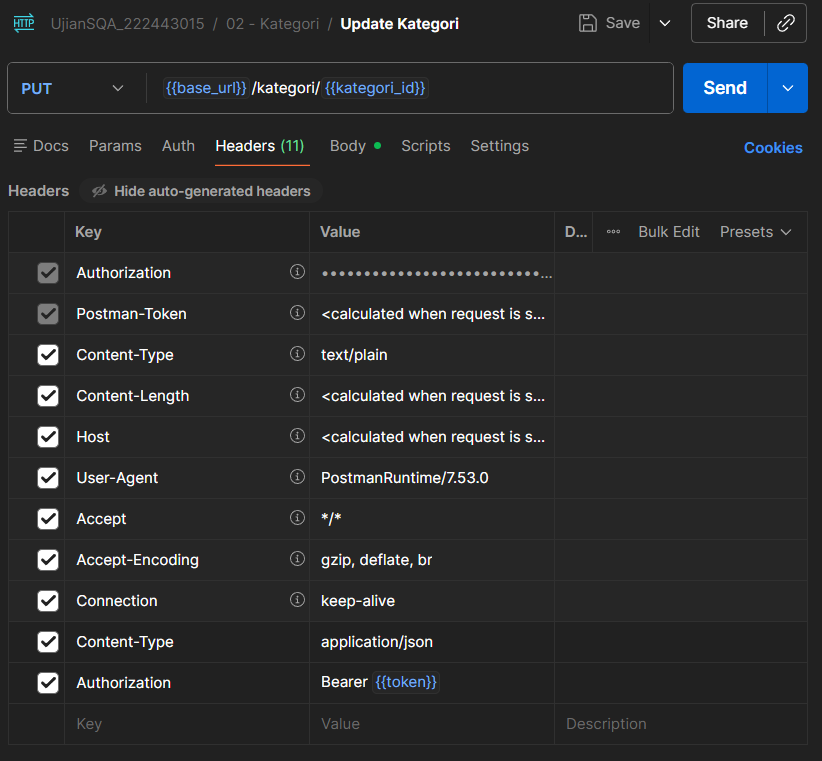 HTTP UjianSQA_222443015 / 02 - Kategori / Update Kategori Save Share
PUT {{base_url}} /kategori/ {{kategori_id}} Send
Docs Params Auth Headers (11) Body Scripts Settings Cookies
Headers Hide auto-generated headers
Key Value D... Bulk Edit Presets
Authorization ••••••••••••••••••••••••••...
Postman-Token <calculated when request is s...
Content-Type text/plain
Content-Length <calculated when request is s...
Host <calculated when request is s...
User-Agent PostmanRuntime/7.53.0
Accept */*
Accept-Encoding gzip, deflate, br
Connection keep-alive
Content-Type application/json
Authorization Bearer {{token}}
Key Value Description